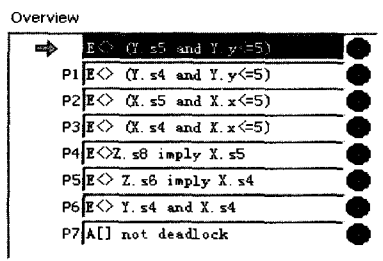 Overview
E<> (Y.s5 and Y.y<=5)
P1 E<> (Y.s4 and Y.y<=5)
P2 E<> (X.s5 and X.x<=5)
P3 E<> (X.s4 and X.x<=5)
P4 E<>Z.s8 imply X.s5
P5 E<> Z.s6 imply X.s4
P6 E<> Y.s4 and X.s4
P7 A[] not deadlock